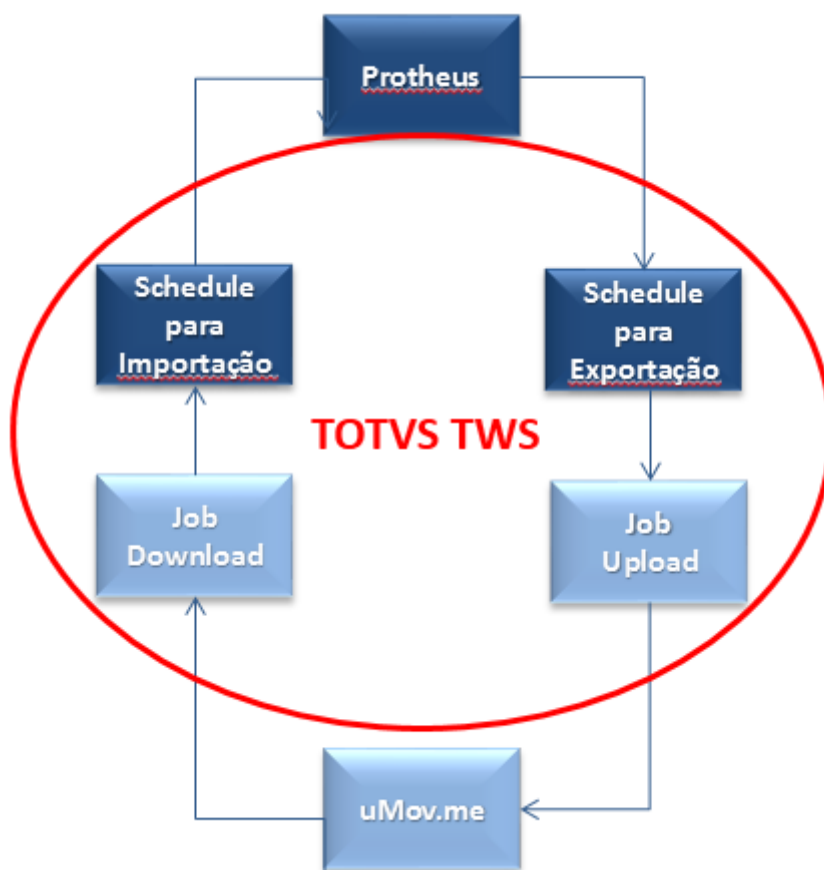 Protheus
Schedule
para
Importação
Schedule
para
Exportação
TOTVS TWS
Job
Download
Job
Upload
uMov.me